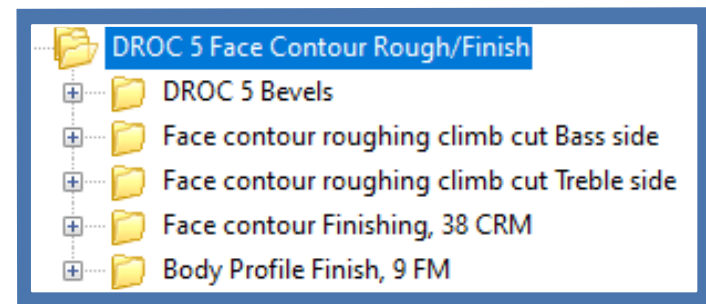 DROC 5 Face Contour Rough/Finish
DROC 5 Bevels
Face contour roughing climb cut Bass side
Face contour roughing climb cut Treble side
Face contour Finishing, 38 CRM
Body Profile Finish, 9 FM